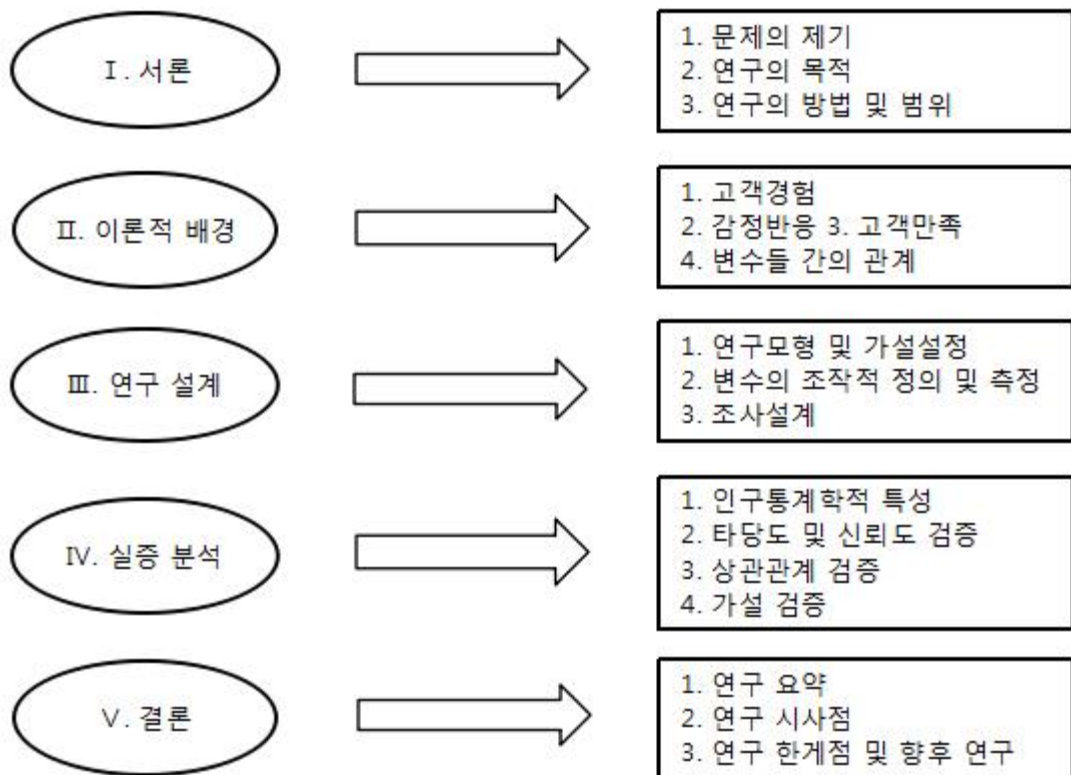 Ⅰ. 서론
1. 문제의 제기
2. 연구의 목적
3. 연구의 방법 및 범위
Ⅱ. 이론적 배경
1. 고객경험
2. 감정반응 3. 고객만족
4. 변수들 간의 관계
Ⅲ. 연구 설계
1. 연구모형 및 가설설정
2. 변수의 조작적 정의 및 측정
3. 조사설계
Ⅳ. 실증 분석
1. 인구통계학적 특성
2. 타당도 및 신뢰도 검증
3. 상관관계 검증
4. 가설 검증
Ⅴ. 결론
1. 연구 요약
2. 연구 시사점
3. 연구 한게점 및 향후 연구